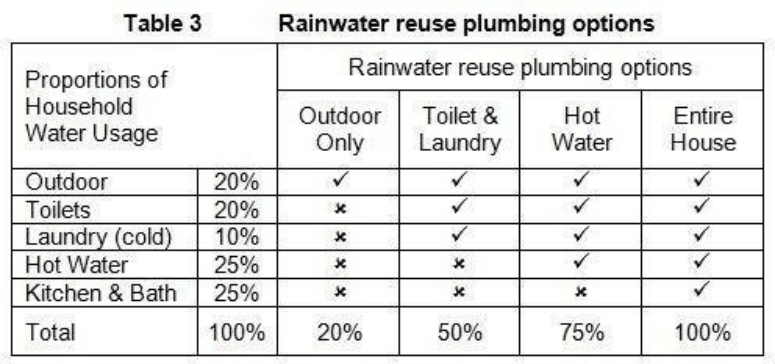 Table 3 Rainwater reuse plumbing options
Proportions of Household Water Usage
Rainwater reuse plumbing options
Outdoor Only
Toilet & Laundry
Hot Water
Entire House
Outdoor 20% ✓ ✓ ✓ ✓
Toilets 20% × ✓ ✓ ✓
Laundry (cold) 10% × ✓ ✓ ✓
Hot Water 25% × × ✓ ✓
Kitchen & Bath 25% × × × ✓
Total 100% 20% 50% 75% 100%